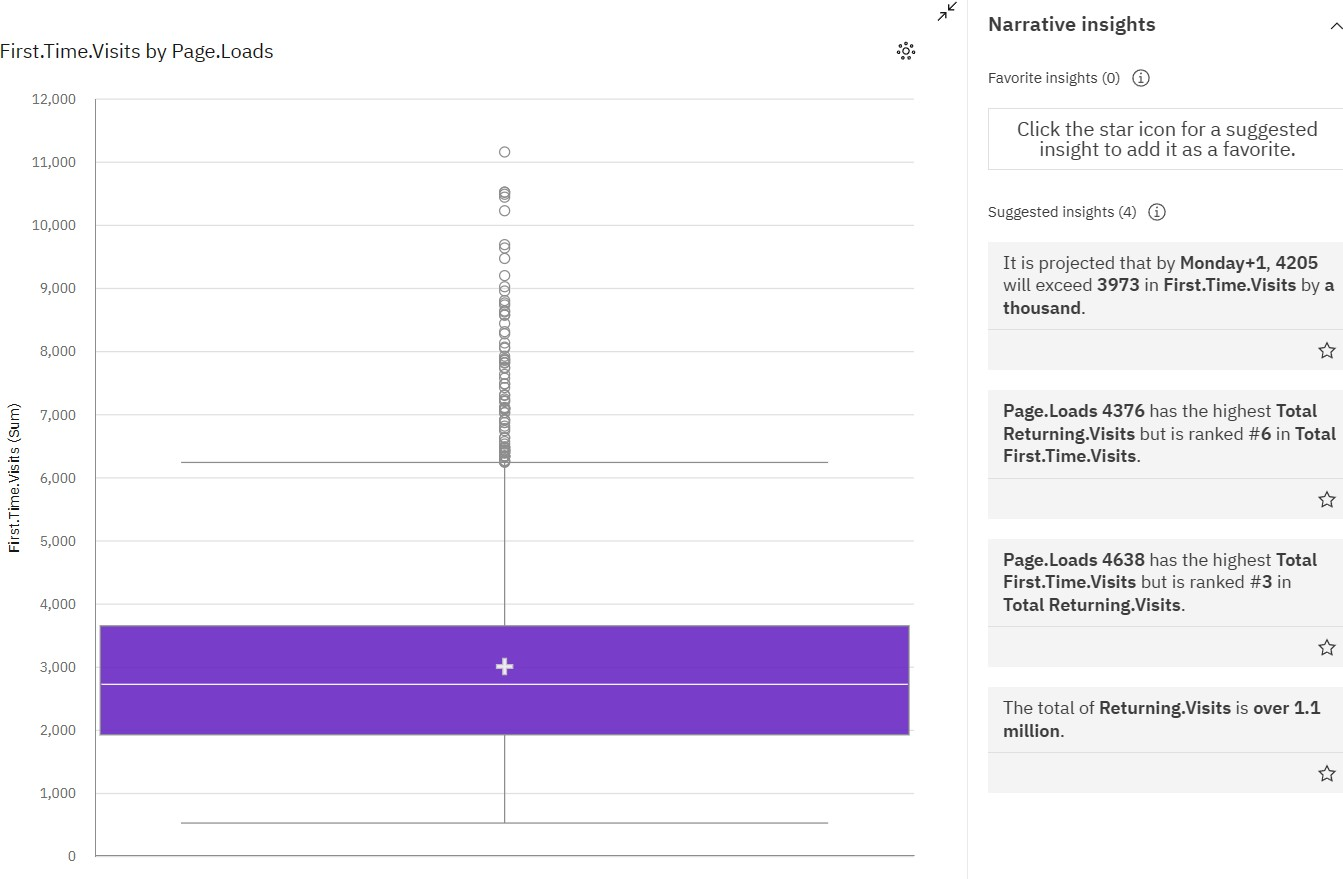 First.Time.Visits by Page.Loads
12,000
11,000
10,000
9,000
8,000
7,000
6,000
5,000
4,000
3,000
2,000
1,000
0
First.Time.Visits (Sum)
Narrative insights
Favorite insights (0)
Click the star icon for a suggested
insight to add it as a favorite.
Suggested insights (4)
It is projected that by Monday+1, 4205
will exceed 3973 in First.Time.Visits by a
thousand.
Page.Loads 4376 has the highest Total
Returning.Visits but is ranked #6 in Total
First.Time.Visits.
Page.Loads 4638 has the highest Total
First.Time.Visits but is ranked #3 in
Total Returning.Visits.
The total of Returning.Visits is over 1.1
million.